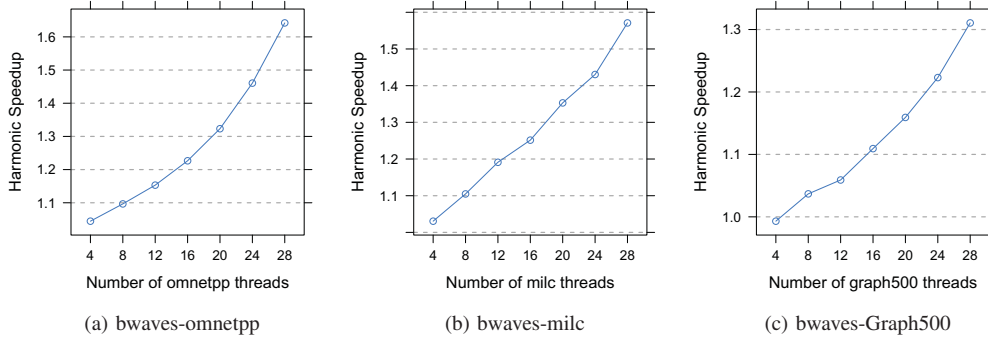 Harmonic Speedup
1.6
1.5
1.4
1.3
1.2
1.1
4 8 12 16 20 24 28
Number of omnetpp threads
(a) bwaves-omnetpp
Harmonic Speedup
1.5
1.4
1.3
1.2
1.1
4 8 12 16 20 24 28
Number of milc threads
(b) bwaves-milc
Harmonic Speedup
1.3
1.2
1.1
1.0
4 8 12 16 20 24 28
Number of graph500 threads
(c) bwaves-Graph500